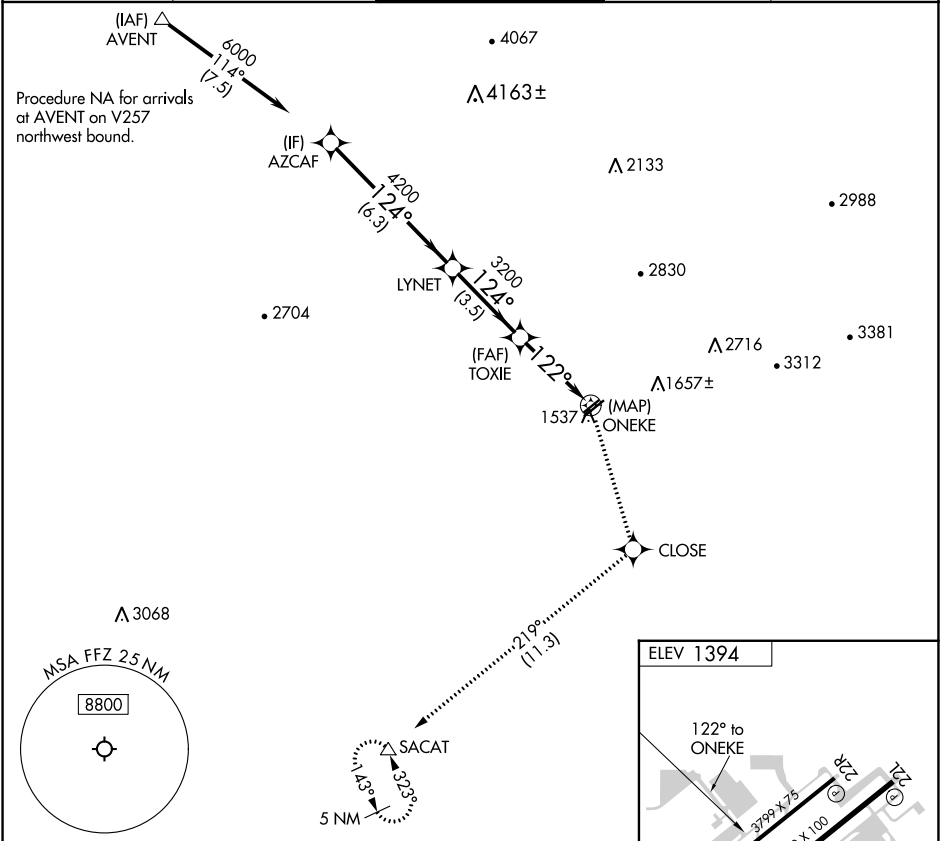 (IAF)
AVENT
6000
114°
(7.5)
4067
4163±
Procedure NA for arrivals
at AVENT on V257
northwest bound.
(IF)
AZCAF
2133
4200
124°
(6.3)
2988
LYNET
3200
124°
(3.5)
2830
2704
(FAF)
TOXIE
122°
2716
3381
3312
1657±
1537
(MAP)
ONEKE
CLOSE
219°
(11.3)
3068
MSA FFZ 25 NM
8800
SACAT
143°
323°
5 NM
ELEV 1394
122° to
ONEKE
22R
22L
P
P
3799 X 75
X 100